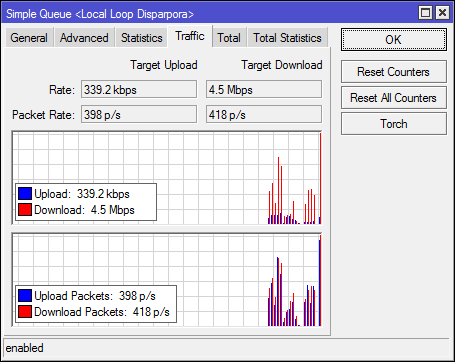 Simple Queue <Local Loop Disparpora>
General Advanced Statistics Traffic Total Total Statistics
OK
Target Upload Target Download
Reset Counters
Rate: 339.2 kbps 4.5 Mbps
Reset All Counters
Packet Rate: 398 p/s 418 p/s
Torch
Upload: 339.2 kbps
Download: 4.5 Mbps
Upload Packets: 398 p/s
Download Packets: 418 p/s
enabled